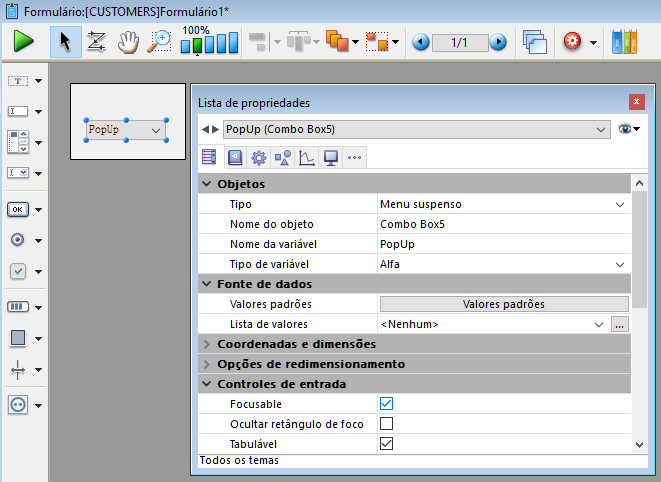 Formulário:[CUSTOMERS]Formulário1*
100%
1/1
PopUp
OK
Lista de propriedades
PopUp (Combo Box5)
Objetos
Tipo Menu suspenso
Nome do objeto Combo Box5
Nome da variável PopUp
Tipo de variável Alfa
Fonte de dados
Valores padrões Valores padrões
Lista de valores <Nenhum> ...
Coordenadas e dimensões
Opções de redimensionamento
Controles de entrada
Focusable
Ocultar retângulo de foco
Tabulável
Todos os temas